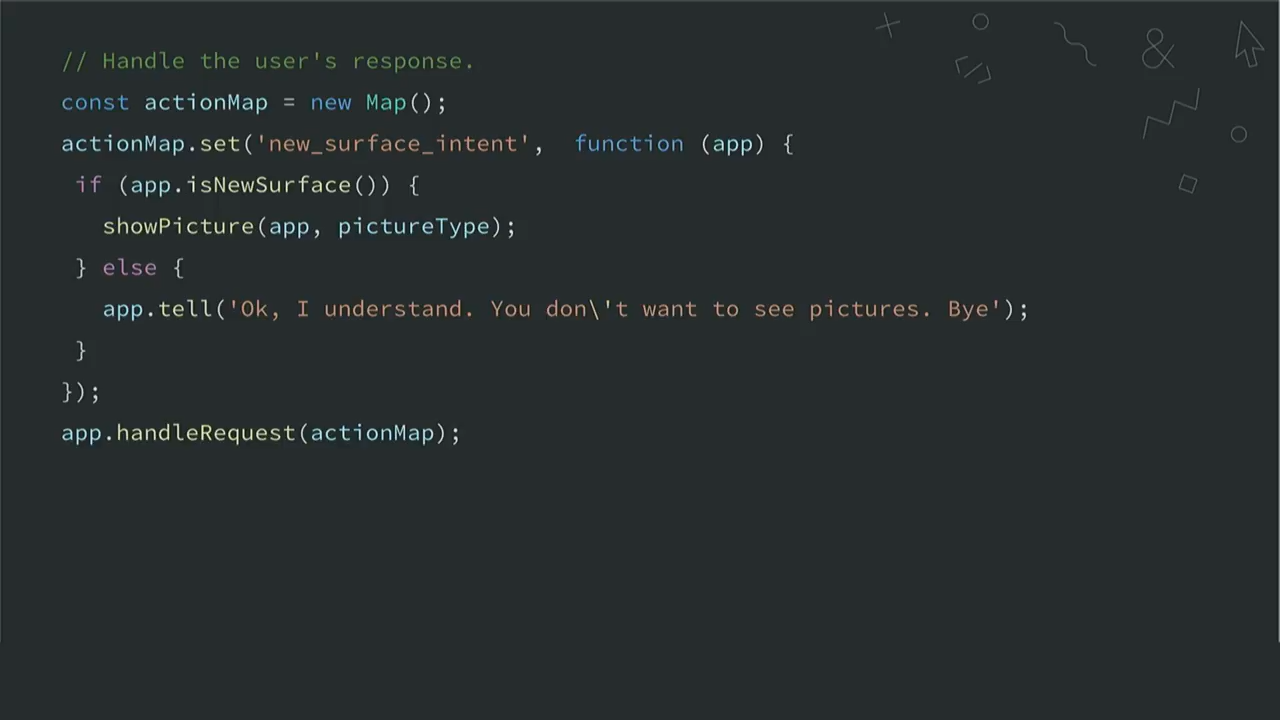 // Handle the user's response.
const actionMap = new Map();
actionMap.set('new_surface_intent',  function (app) {
 if (app.isNewSurface()) {
   showPicture(app, pictureType);
 } else {
   app.tell('Ok, I understand. You don\'t want to see pictures. Bye');
 }
});
app.handleRequest(actionMap);